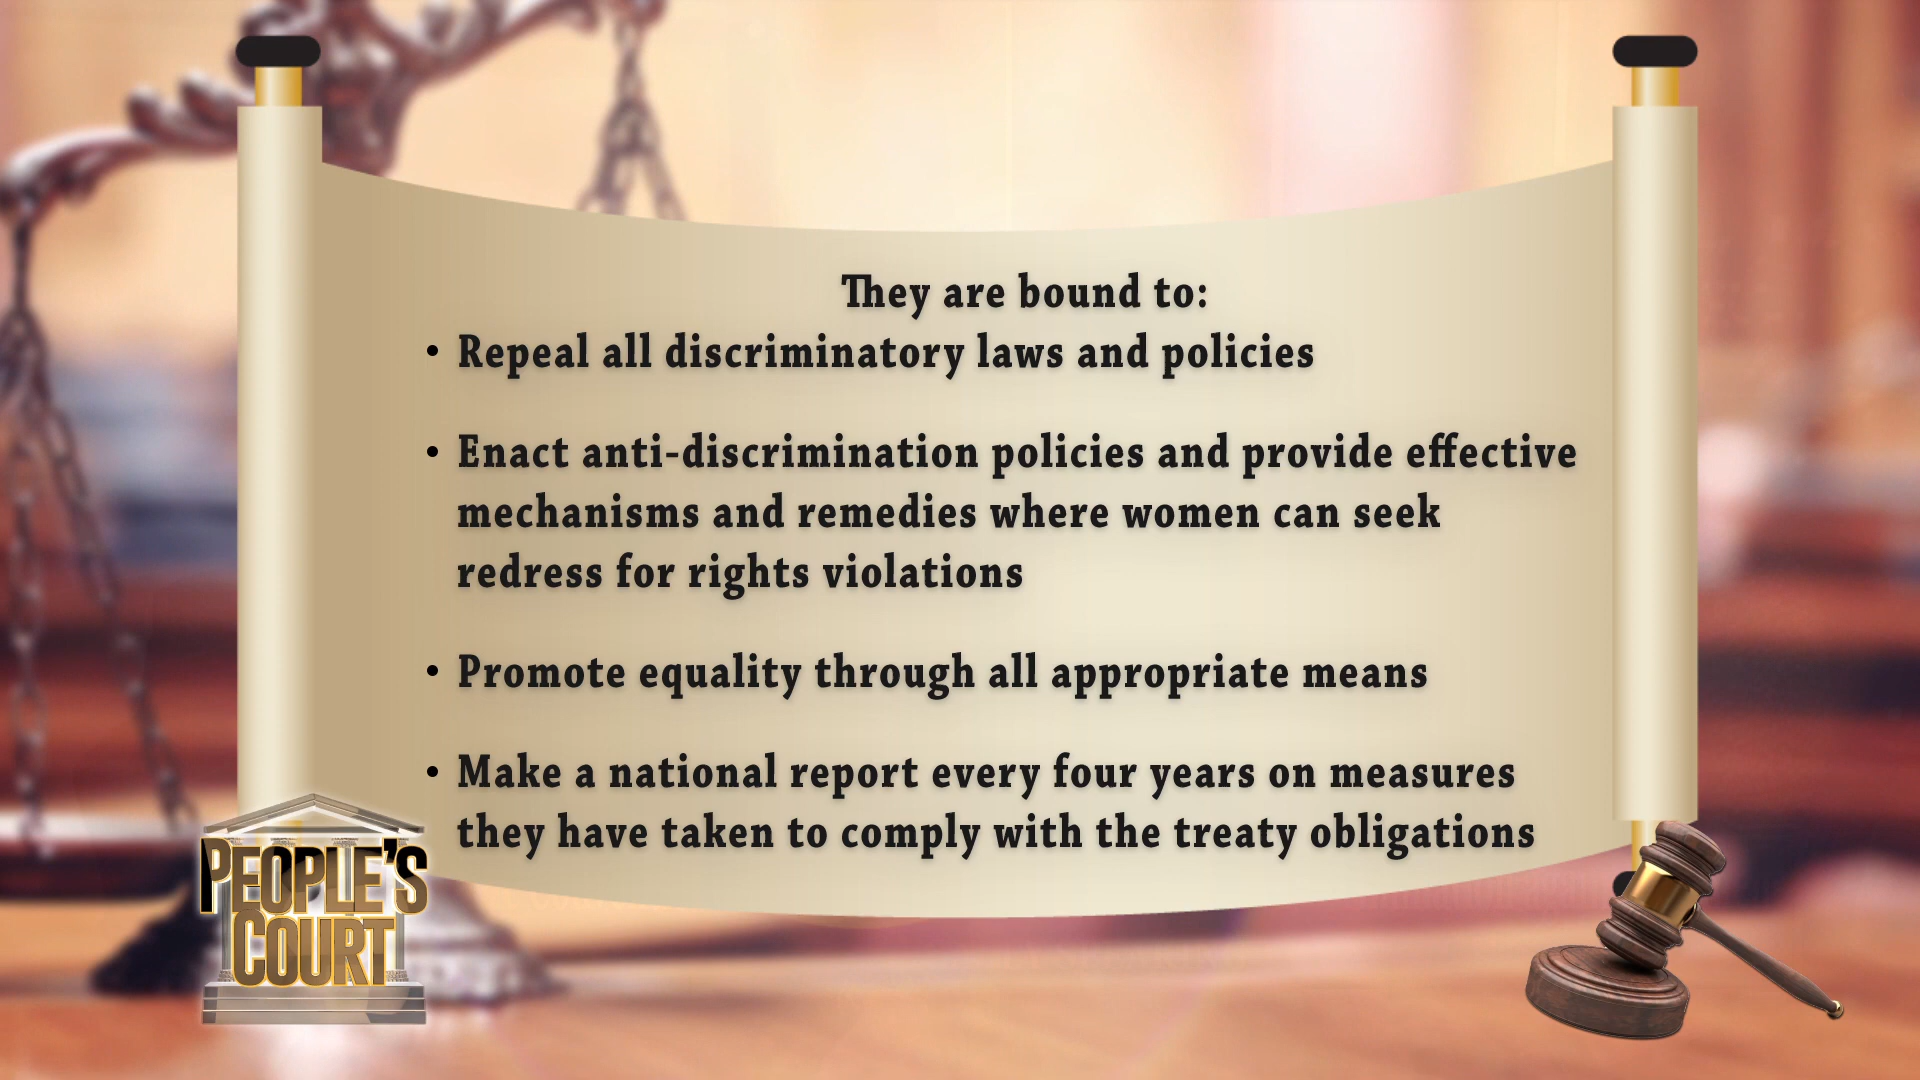 They are bound to:
• Repeal all discriminatory laws and policies
• Enact anti-discrimination policies and provide effective
mechanisms and remedies where women can seek
redress for rights violations
• Promote equality through all appropriate means
• Make a national report every four years on measures
they have taken to comply with the treaty obligations
PEOPLE'S
COURT